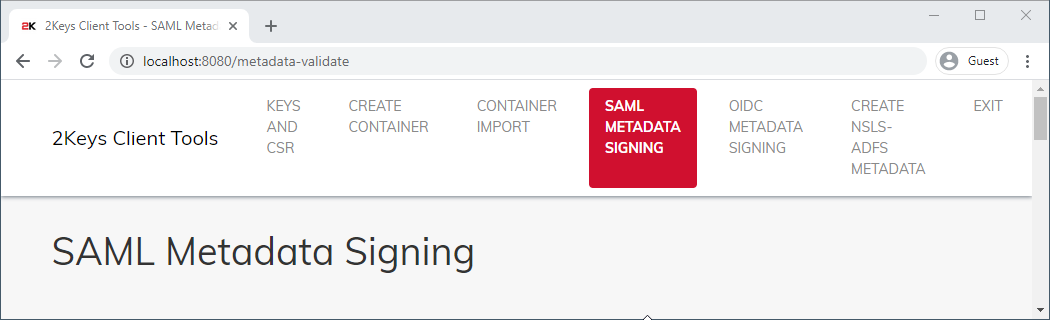 2K 2Keys Client Tools - SAML Metad
localhost:8080/metadata-validate
Guest
2Keys Client Tools
KEYS
AND
CSR
CREATE
CONTAINER
CONTAINER
IMPORT
SAML
METADATA
SIGNING
OIDC
METADATA
SIGNING
CREATE
NSLS-
ADFS
METADATA
EXIT
SAML Metadata Signing